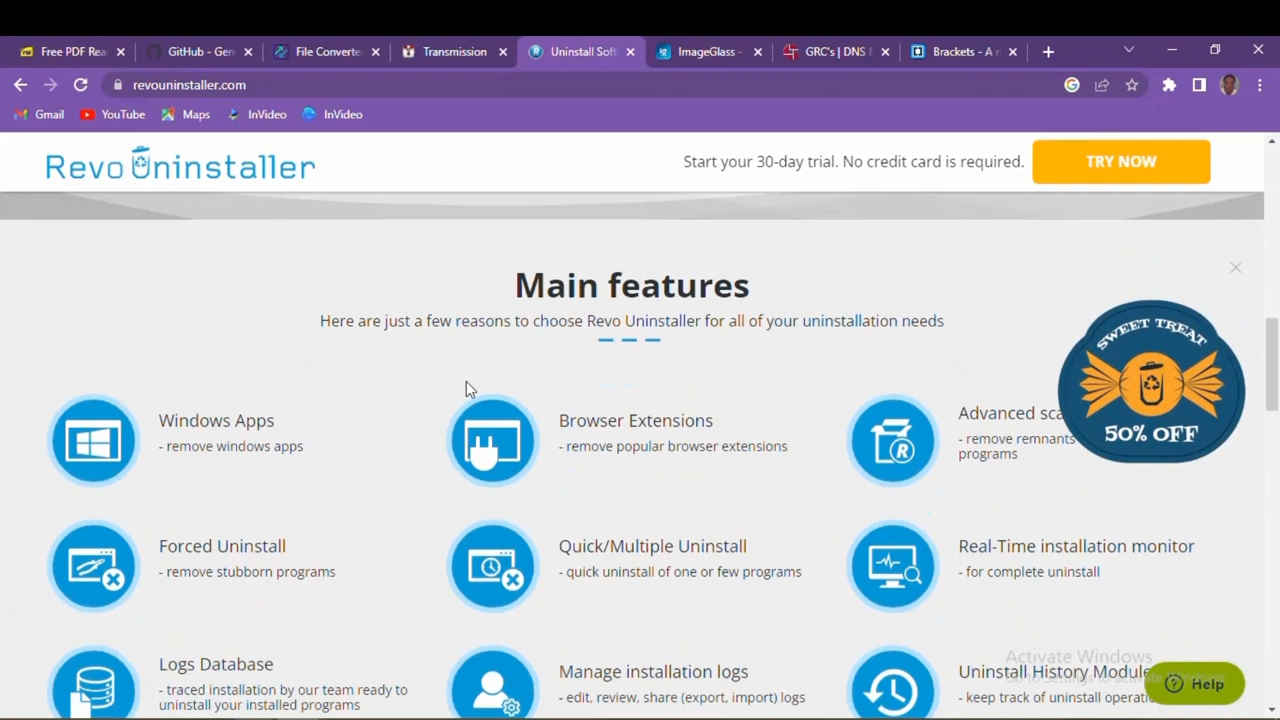 Free PDF Rea
GitHub - Gen
File Converte
Transmission
Uninstall Soft
ImageGlass -
GRC's | DNS
Brackets - A
revouninstaller.com
Gmail
YouTube
Maps
InVideo
InVideo
Revo Uninstaller
Start your 30-day trial. No credit card is required.
TRY NOW
Main features
Here are just a few reasons to choose Revo Uninstaller for all of your uninstallation needs
SWEET TREAT
50% OFF
Windows Apps
- remove windows apps
Browser Extensions
- remove popular browser extensions
Advanced sca
- remove remnants
programs
Forced Uninstall
- remove stubborn programs
Quick/Multiple Uninstall
- quick uninstall of one or few programs
Real-Time installation monitor
- for complete uninstall
Logs Database
- traced installation by our team ready to
uninstall your installed programs
Manage installation logs
- edit, review, share (export, import) logs
Uninstall History Module
- keep track of uninstall operati
Activate Windows
Go to Settings to activate Windows.
Help